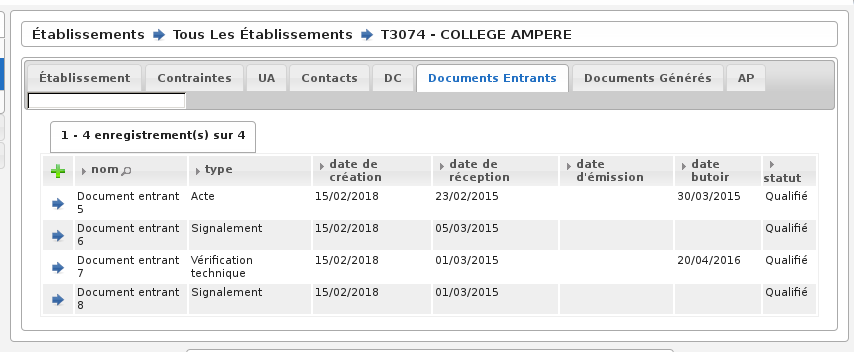 Établissements Tous Les Établissements T3074 - COLLEGE AMPERE
Établissement Contraintes UA Contacts DC Documents Entrants Documents Générés AP
1 - 4 enregistrement(s) sur 4
nom type date de création date de réception date d'émission date butoir statut
Document entrant 5 Acte 15/02/2018 23/02/2015 30/03/2015 Qualifié
Document entrant 6 Signalement 15/02/2018 05/03/2015 Qualifié
Document entrant 7 Vérification technique 15/02/2018 01/03/2015 20/04/2016 Qualifié
Document entrant 8 Signalement 15/02/2018 01/03/2015 Qualifié